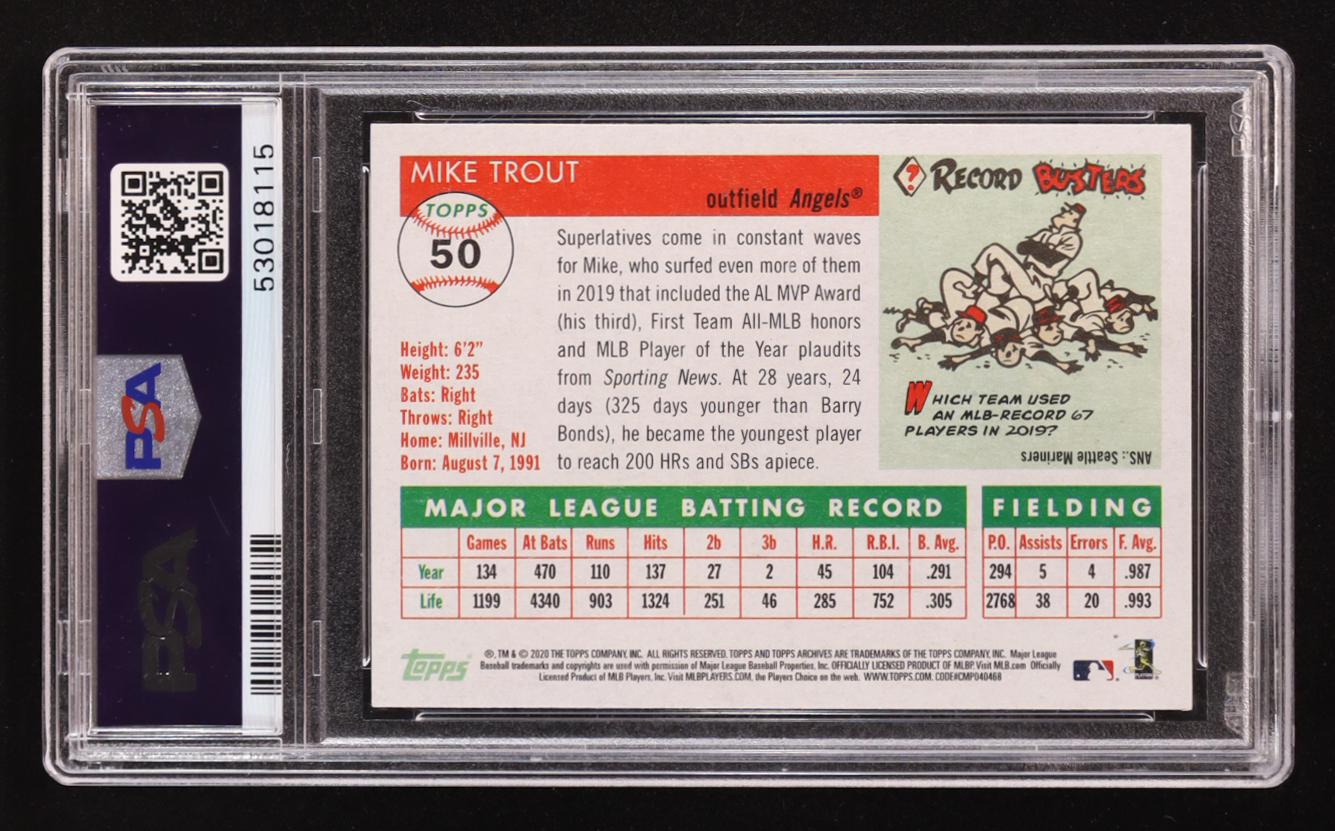 53018115
PSA
PSA
PSA
MIKE TROUT
outfield Angels®
TOPPS
50
Superlatives come in constant waves
for Mike, who surfed even more of them
in 2019 that included the AL MVP Award
(his third), First Team All-MLB honors
and MLB Player of the Year plaudits
from Sporting News. At 28 years, 24
days (325 days younger than Barry
Bonds), he became the youngest player
to reach 200 HRs and SBs apiece.
Height: 6'2"
Weight: 235
Bats: Right
Throws: Right
Home: Millville, NJ
Born: August 7, 1991
? RECORD BUSTERS
WHICH TEAM USED
AN MLB-RECORD 67
PLAYERS IN 2019?
ANS.: Seattle Mariners
MAJOR LEAGUE BATTING RECORD
Games At Bats Runs Hits 2b 3b H.R. R.B.I. B. Avg.
Year 134 470 110 137 27 2 45 104 .291
Life 1199 4340 903 1324 251 46 285 752 .305
FIELDING
P.O. Assists Errors F. Avg.
294 5 4 .987
2768 38 20 .993
topps
®, TM & © 2020 THE TOPPS COMPANY, INC. ALL RIGHTS RESERVED. TOPPS AND TOPPS ARCHIVES ARE TRADEMARKS OF THE TOPPS COMPANY, INC. Major League
Baseball trademarks and copyrights are used with permission of Major League Baseball Properties, Inc. OFFICIALLY LICENSED PRODUCT OF MLBP. Visit MLB.com Officially
Licensed Product of MLB Players, Inc. Visit MLBPLAYERS.COM, the Players Choice on the web. WWW.TOPPS.COM. CODE#CMP040468